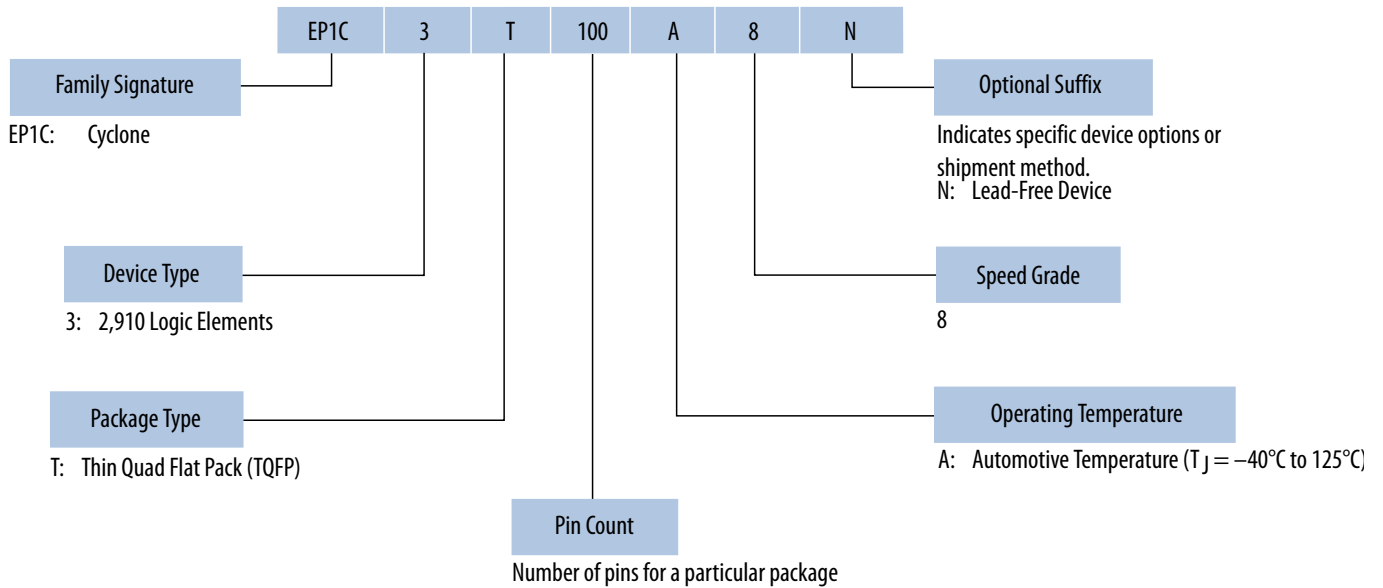 EP1C 3 T 100 A 8 N
Family Signature
EP1C: Cyclone
Optional Suffix
Indicates specific device options or
shipment method.
N: Lead-Free Device
Device Type
3: 2,910 Logic Elements
Speed Grade
8
Package Type
T: Thin Quad Flat Pack (TQFP)
Operating Temperature
A: Automotive Temperature (T J = –40°C to 125°C)
Pin Count
Number of pins for a particular package